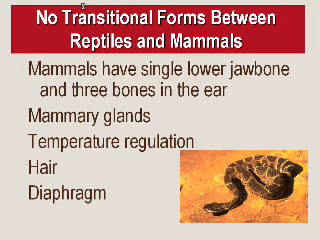 No Transitional Forms Between
Reptiles and Mammals
Mammals have single lower jawbone
and three bones in the ear
Mammary glands
Temperature regulation
Hair
Diaphragm